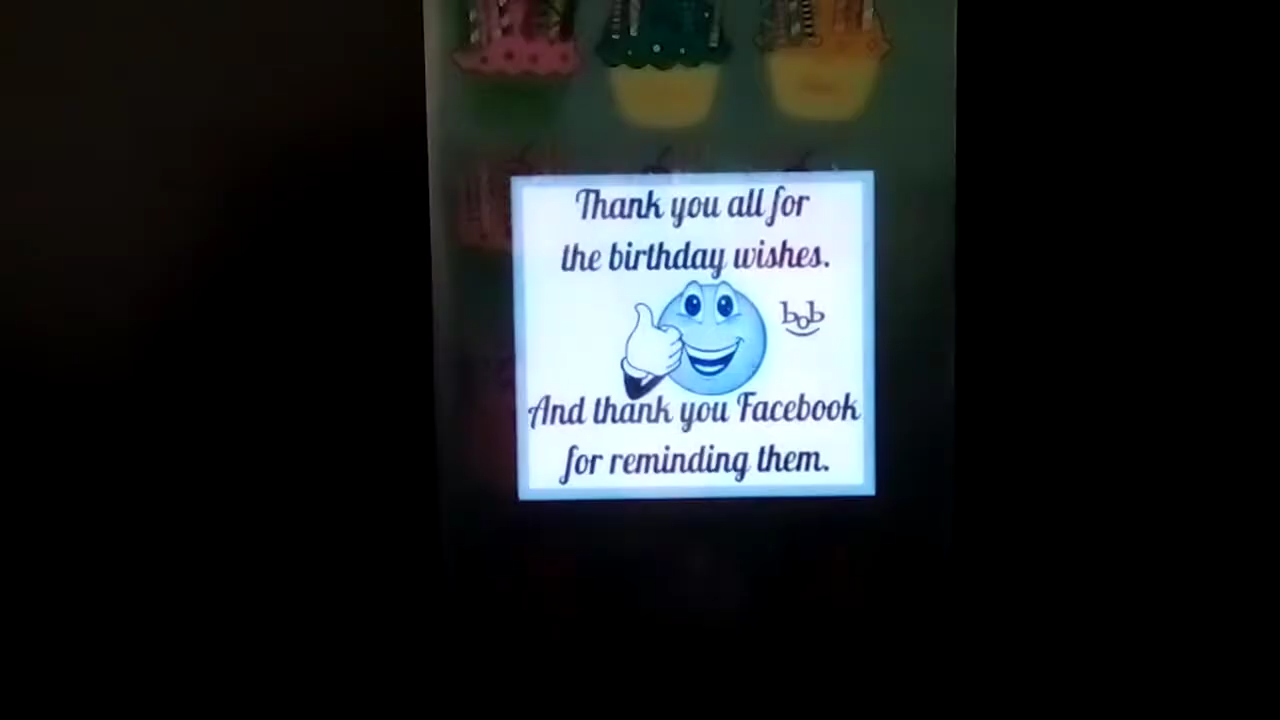 Thank you all for
the birthday wishes.
bob
And thank you Facebook
for reminding them.